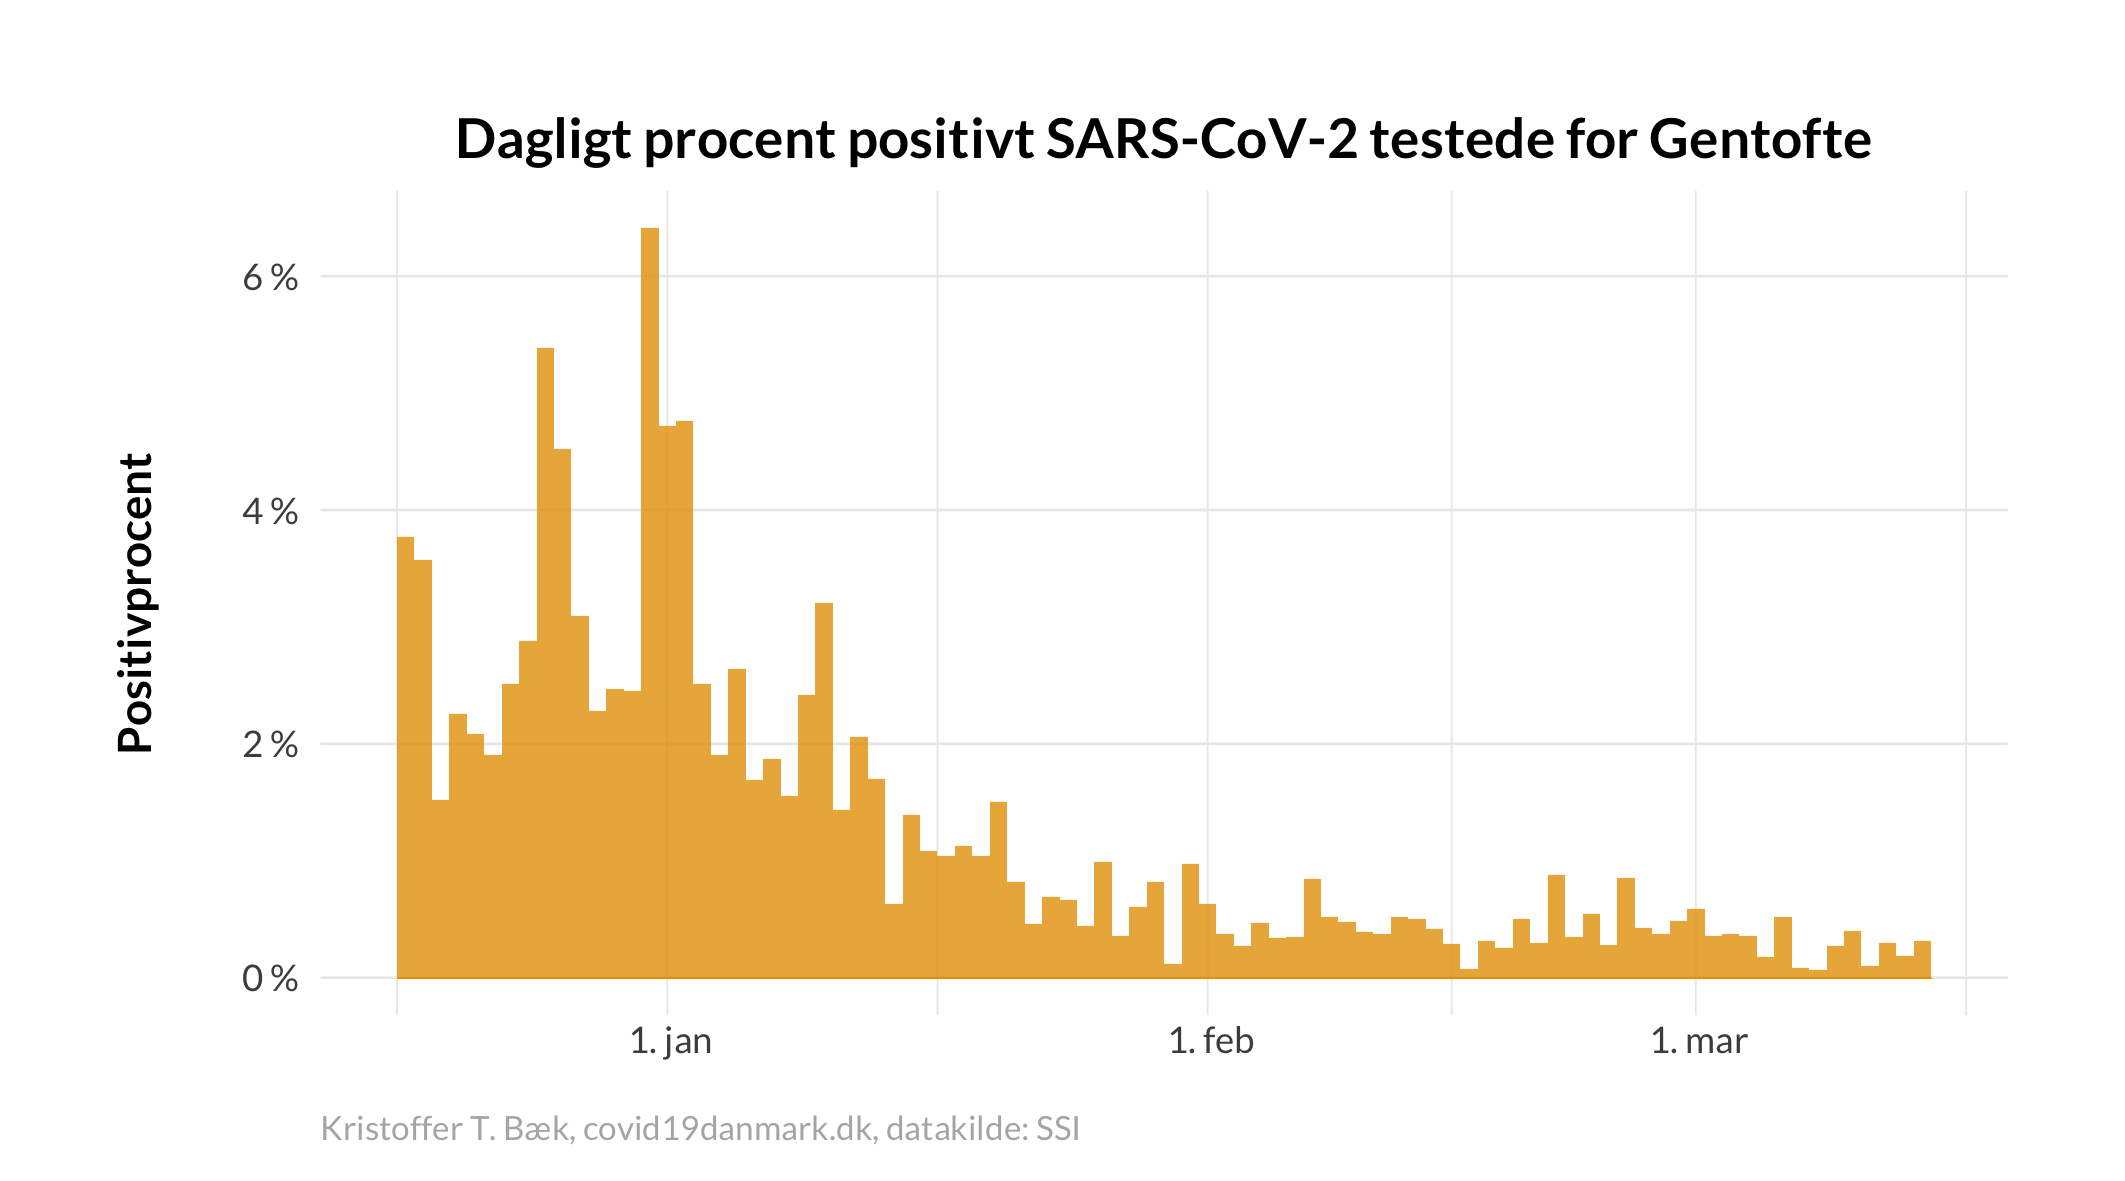 Dagligt procent positivt SARS-CoV-2 testede for Gentofte
Positivprocent
6 %
4 %
2 %
0 %
1. jan
1. feb
1. mar
Kristoffer T. Bæk, covid19danmark.dk, datakilde: SSI